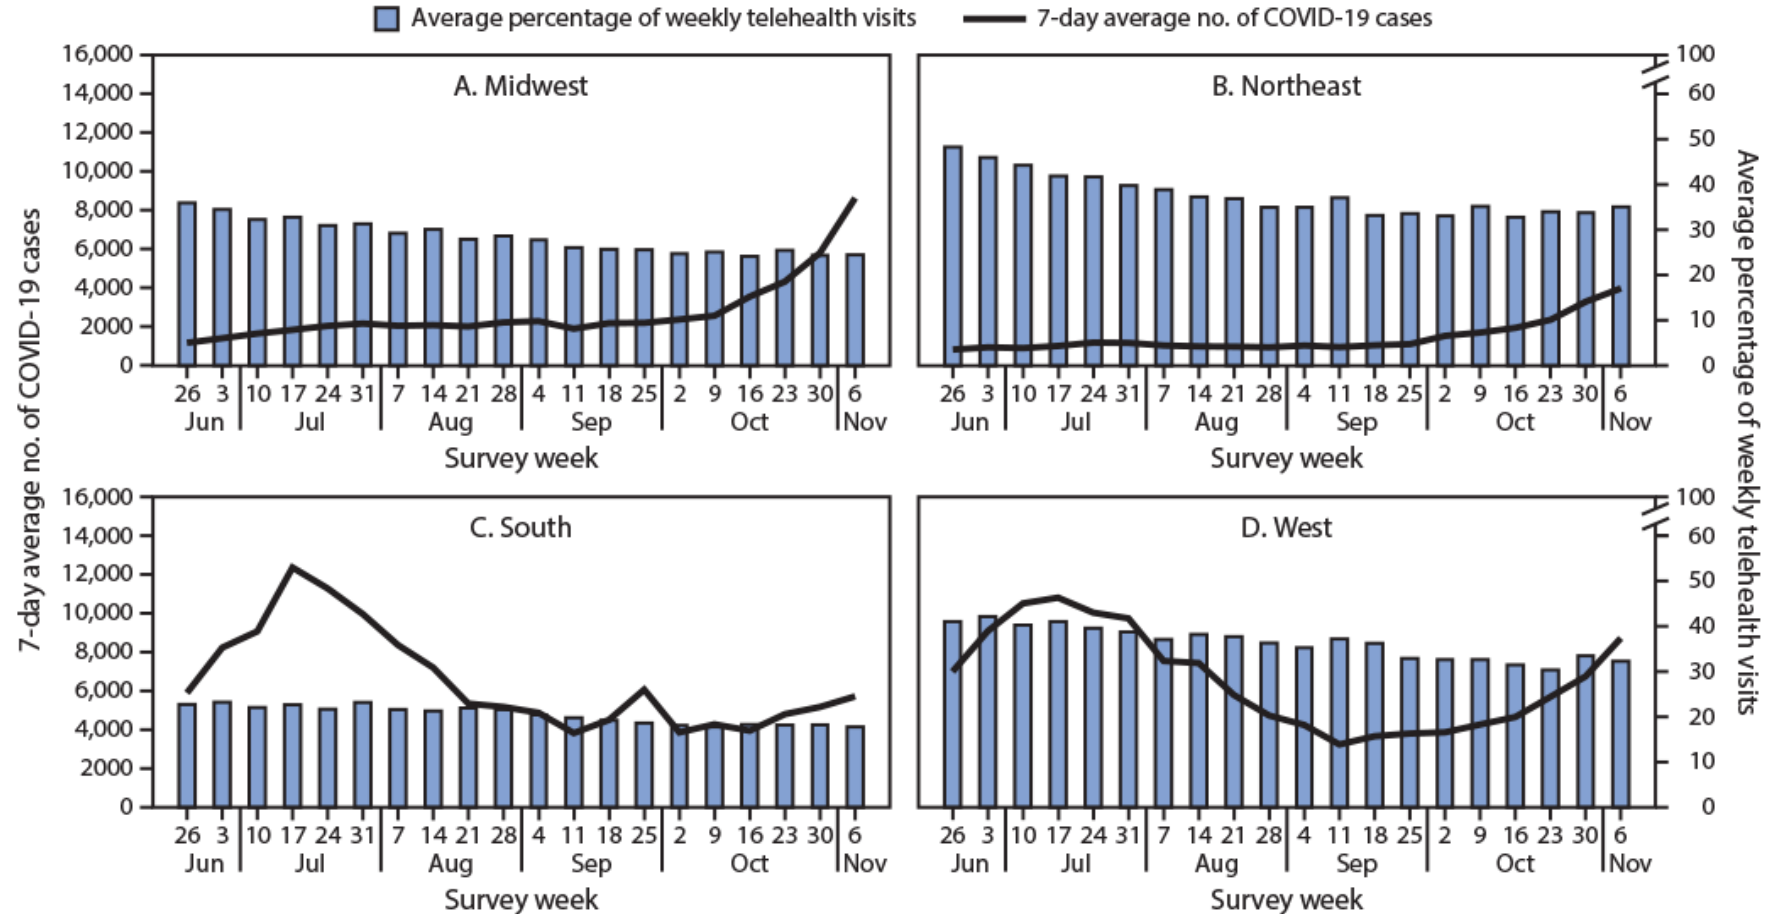 Average percentage of weekly telehealth visits 7-day average no. of COVID-19 cases
7-day average no. of COVID-19 cases
A. Midwest
16,000
14,000
12,000
10,000
8,000
6,000
4,000
2000
0
26 3 10 17 24 31 7 14 21 28 4 11 18 25 2 9 16 23 30 6
Jun Jul Aug Sep Oct Nov
Survey week
B. Northeast
100
60
50
40
30
20
10
0
26 3 10 17 24 31 7 14 21 28 4 11 18 25 2 9 16 23 30 6
Jun Jul Aug Sep Oct Nov
Survey week
Average percentage of weekly telehealth visits
C. South
16,000
14,000
12,000
10,000
8,000
6,000
4,000
2000
0
26 3 10 17 24 31 7 14 21 28 4 11 18 25 2 9 16 23 30 6
Jun Jul Aug Sep Oct Nov
Survey week
D. West
100
60
50
40
30
20
10
0
26 3 10 17 24 31 7 14 21 28 4 11 18 25 2 9 16 23 30 6
Jun Jul Aug Sep Oct Nov
Survey week